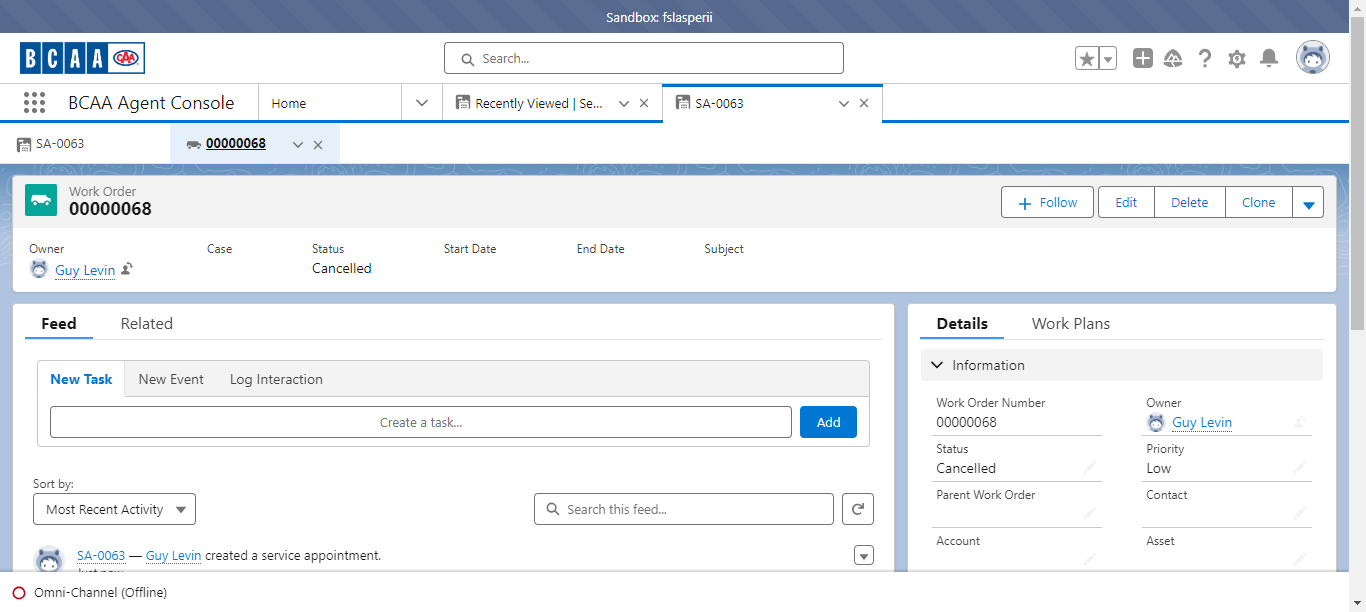 Sandbox: fslasperii
BCAA CAA
Search...
BCAA Agent Console
Home
Recently Viewed | Se...
SA-0063
SA-0063
00000068
Work Order
00000068
Follow
Edit
Delete
Clone
Owner
Case
Status
Start Date
End Date
Subject
Guy Levin
Cancelled
Feed
Related
New Task
New Event
Log Interaction
Create a task...
Add
Sort by:
Most Recent Activity
Search this feed...
SA-0063 — Guy Levin created a service appointment.
Just now
Details
Work Plans
Information
Work Order Number
00000068
Owner
Guy Levin
Status
Cancelled
Priority
Low
Parent Work Order
Contact
Account
Asset
Omni-Channel (Offline)